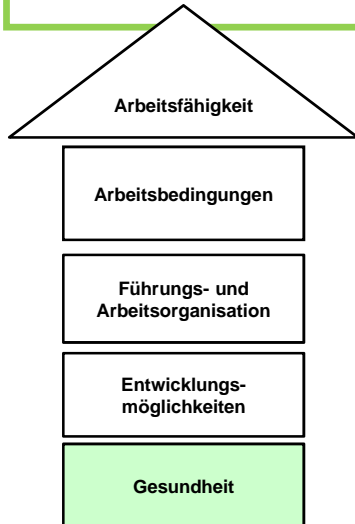 Arbeitsfähigkeit
Arbeitsbedingungen
Führungs- und
Arbeitsorganisation
Entwicklungs-
möglichkeiten
Gesundheit